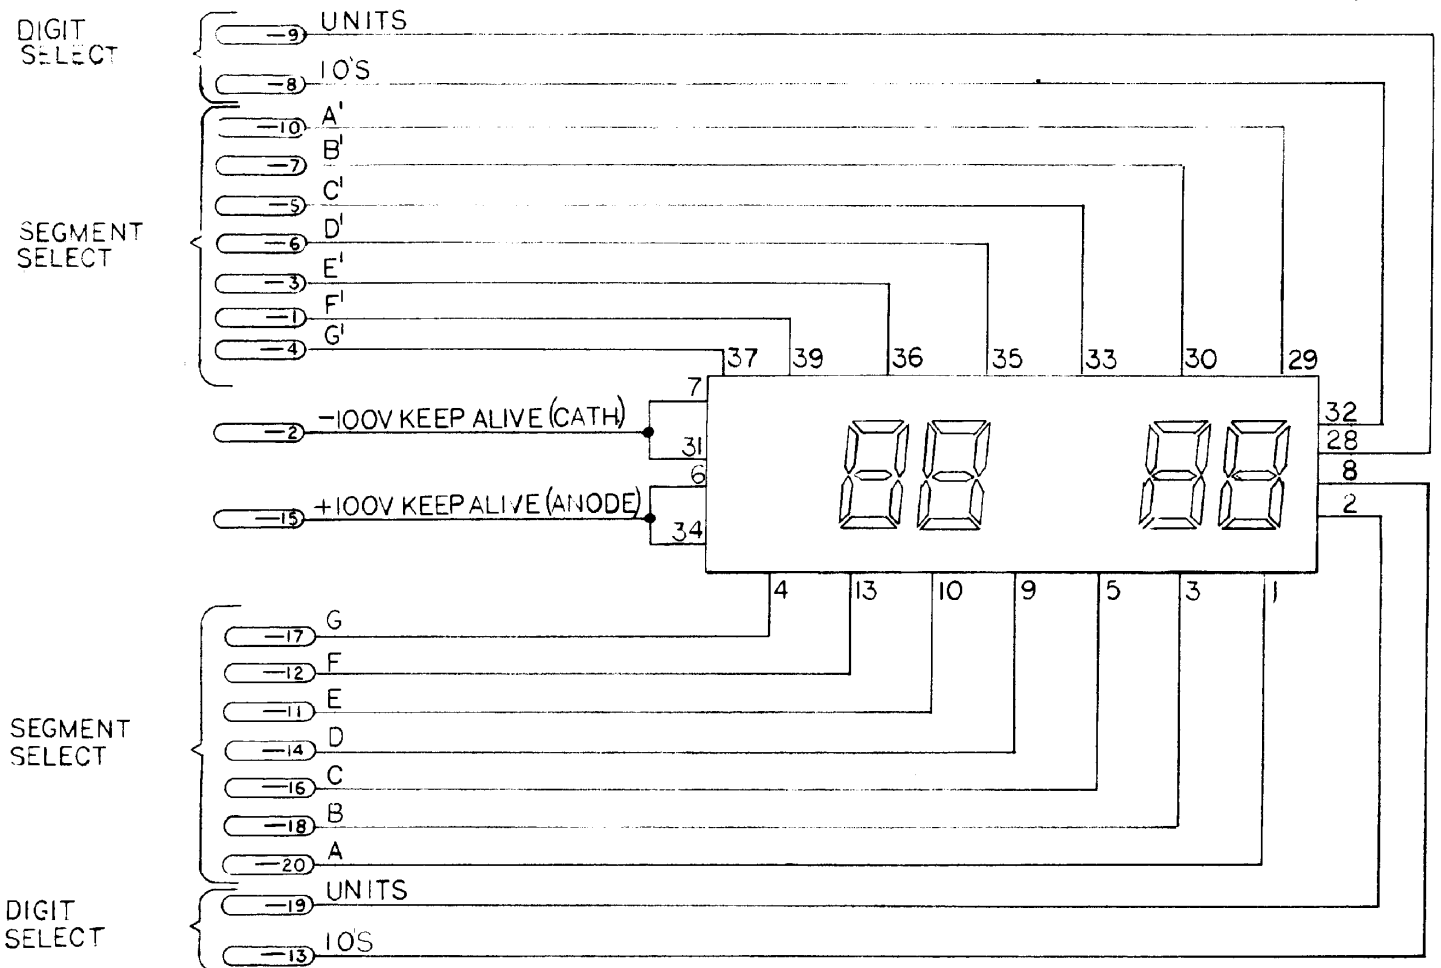 DIGIT
SELECT
—9 UNITS
—8 10'S
SEGMENT
SELECT
—10 A'
—7 B'
—5 C'
—6 D'
—3 E'
—1 F'
—4 G'
37 39 36 35 33 30 29
7
—2 —100V KEEP ALIVE (CATH)
31
6
—15 +100V KEEP ALIVE (ANODE)
34
32
28
8
2
4 13 10 9 5 3 1
SEGMENT
SELECT
—17 G
—12 F
—11 E
—14 D
—16 C
—18 B
—20 A
DIGIT
SELECT
—19 UNITS
—13 10'S